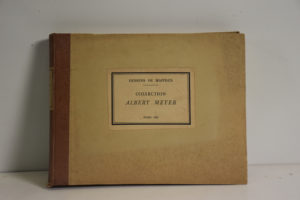 DESSINS DE MAITRES
COLLECTION
ALBERT MEYER